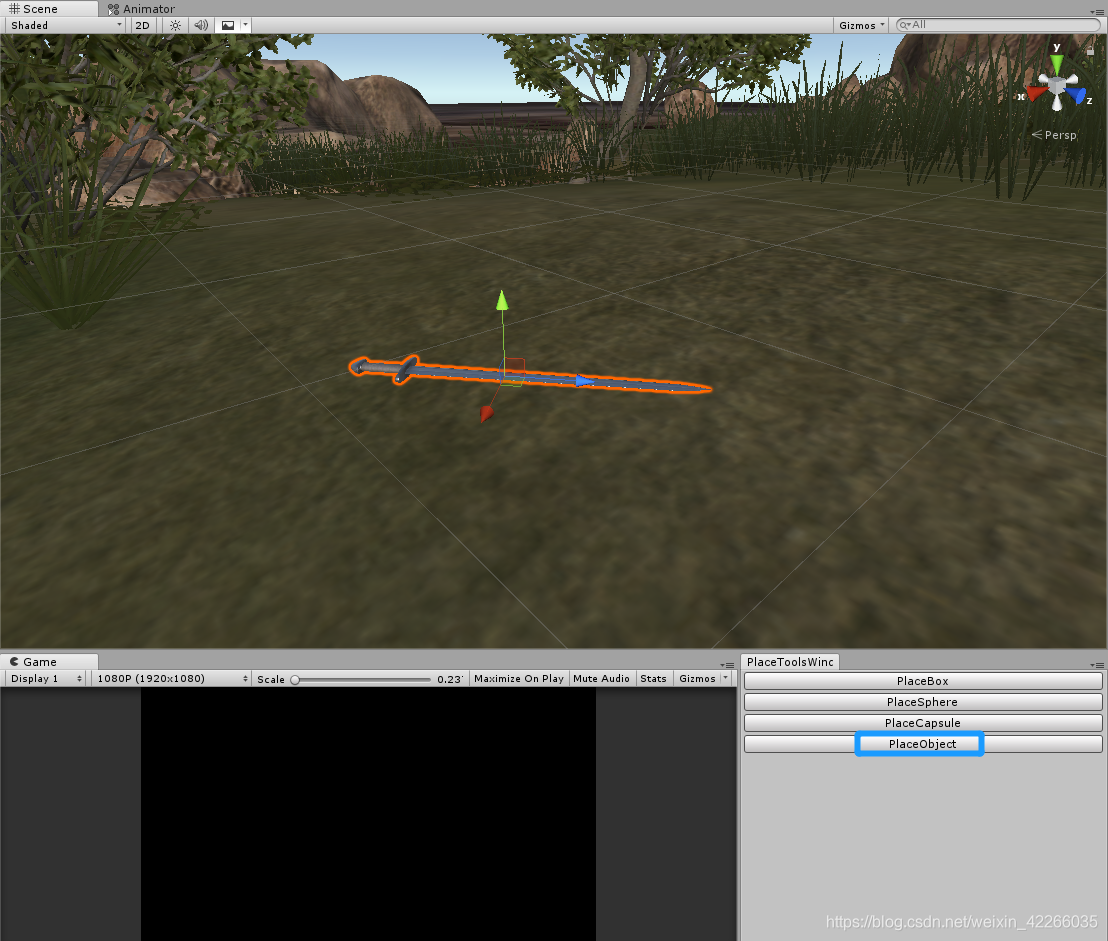 Scene Animator
Shaded 2D Gizmos All
y
x z
Persp
Game
Display 1 1080P (1920x1080) Scale 0.23 Maximize On Play Mute Audio Stats Gizmos
PlaceToolsWinc
PlaceBox
PlaceSphere
PlaceCapsule
PlaceObject
https://blog.csdn.net/weixin_42266035